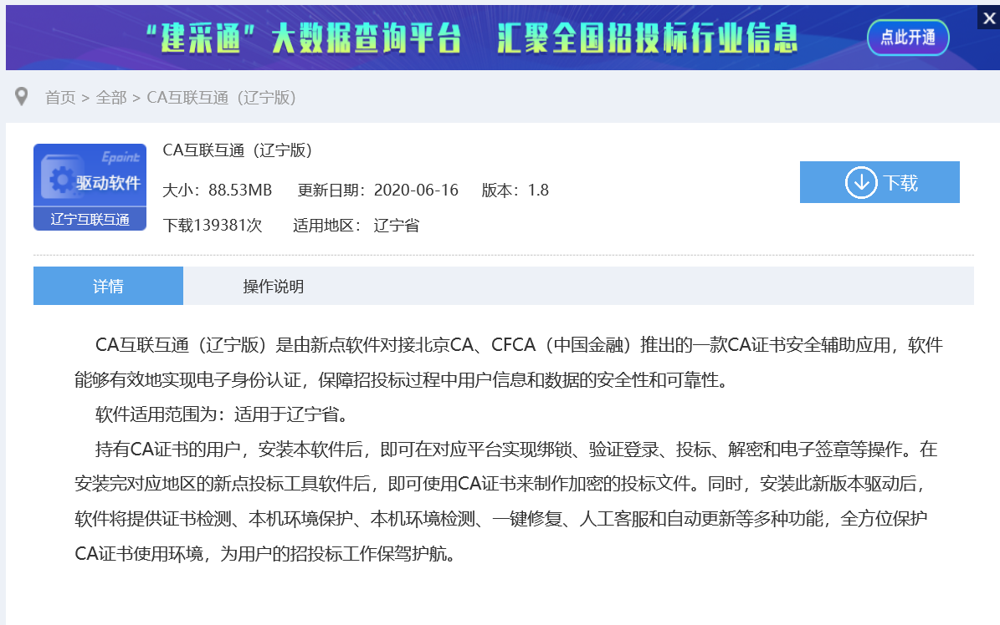 “建采通”大数据查询平台 汇聚全国招投标行业信息
点此开通
X
首页 > 全部 > CA互联互通（辽宁版）
Epoint
驱动软件
辽宁互联互通
CA互联互通（辽宁版）
大小：88.53MB 更新日期：2020-06-16 版本：1.8
下载139381次 适用地区： 辽宁省
下载
详情 操作说明
CA互联互通（辽宁版）是由新点软件对接北京CA、CFCA（中国金融）推出的一款CA证书安全辅助应用，软件
能够有效地实现电子身份认证，保障招投标过程中用户信息和数据的安全性和可靠性。
软件适用范围为：适用于辽宁省。
持有CA证书的用户，安装本软件后，即可在对应平台实现绑锁、验证登录、投标、解密和电子签章等操作。在
安装完对应地区的新点投标工具软件后，即可使用CA证书来制作加密的投标文件。同时，安装此新版本驱动后，
软件将提供证书检测、本机环境保护、本机环境检测、一键修复、人工客服和自动更新等多种功能，全方位保护
CA证书使用环境，为用户的招投标工作保驾护航。